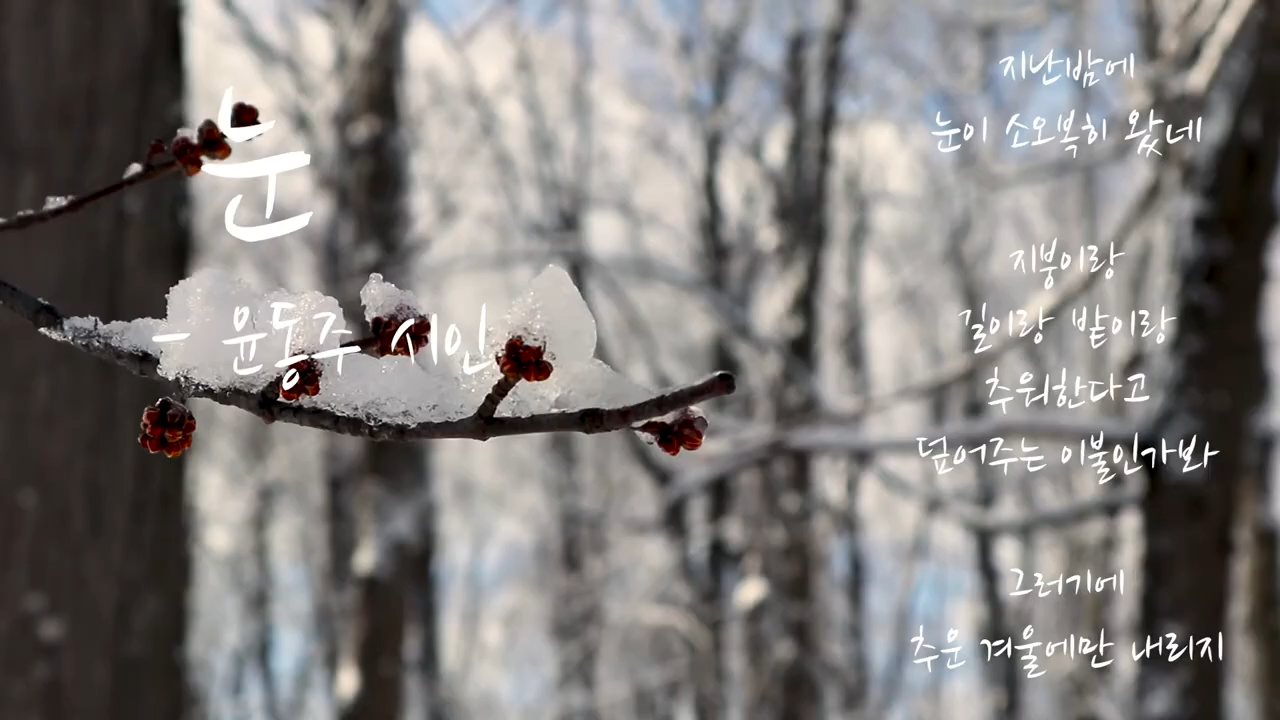 눈
- 윤동주 시인
지난밤에
눈이 소오복히 왔네
지붕이랑
길이랑 밭이랑
추워한다고
덮어주는 이불인가봐
그러기에
추운 겨울에만 내리지